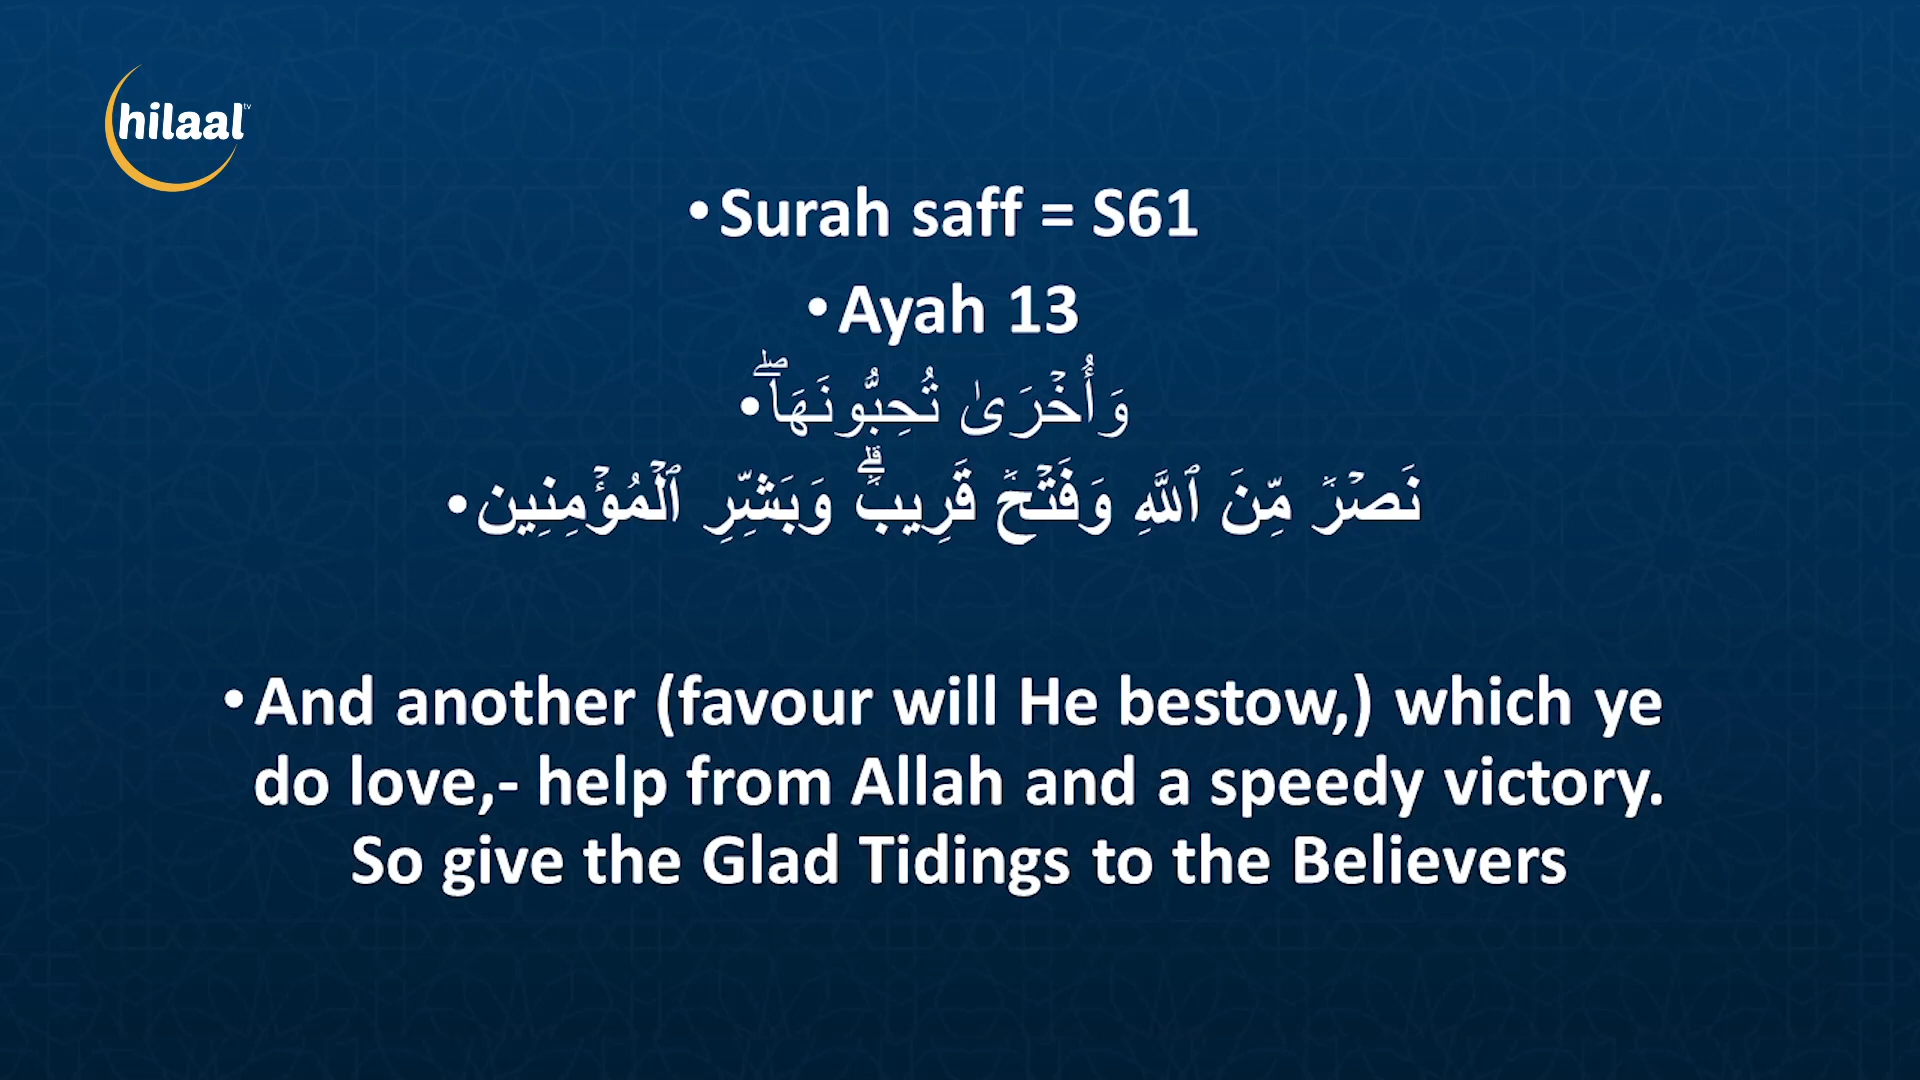 hilaal tv
• Surah saff = S61
• Ayah 13
• وَأُخْرَىٰ تُحِبُّونَهَا ۖ
• نَصْرٌ مِّنَ ٱللَّهِ وَفَتْحٌ قَرِيبٌ ۗ وَبَشِّرِ ٱلْمُؤْمِنِين
• And another (favour will He bestow,) which ye
do love,- help from Allah and a speedy victory.
So give the Glad Tidings to the Believers